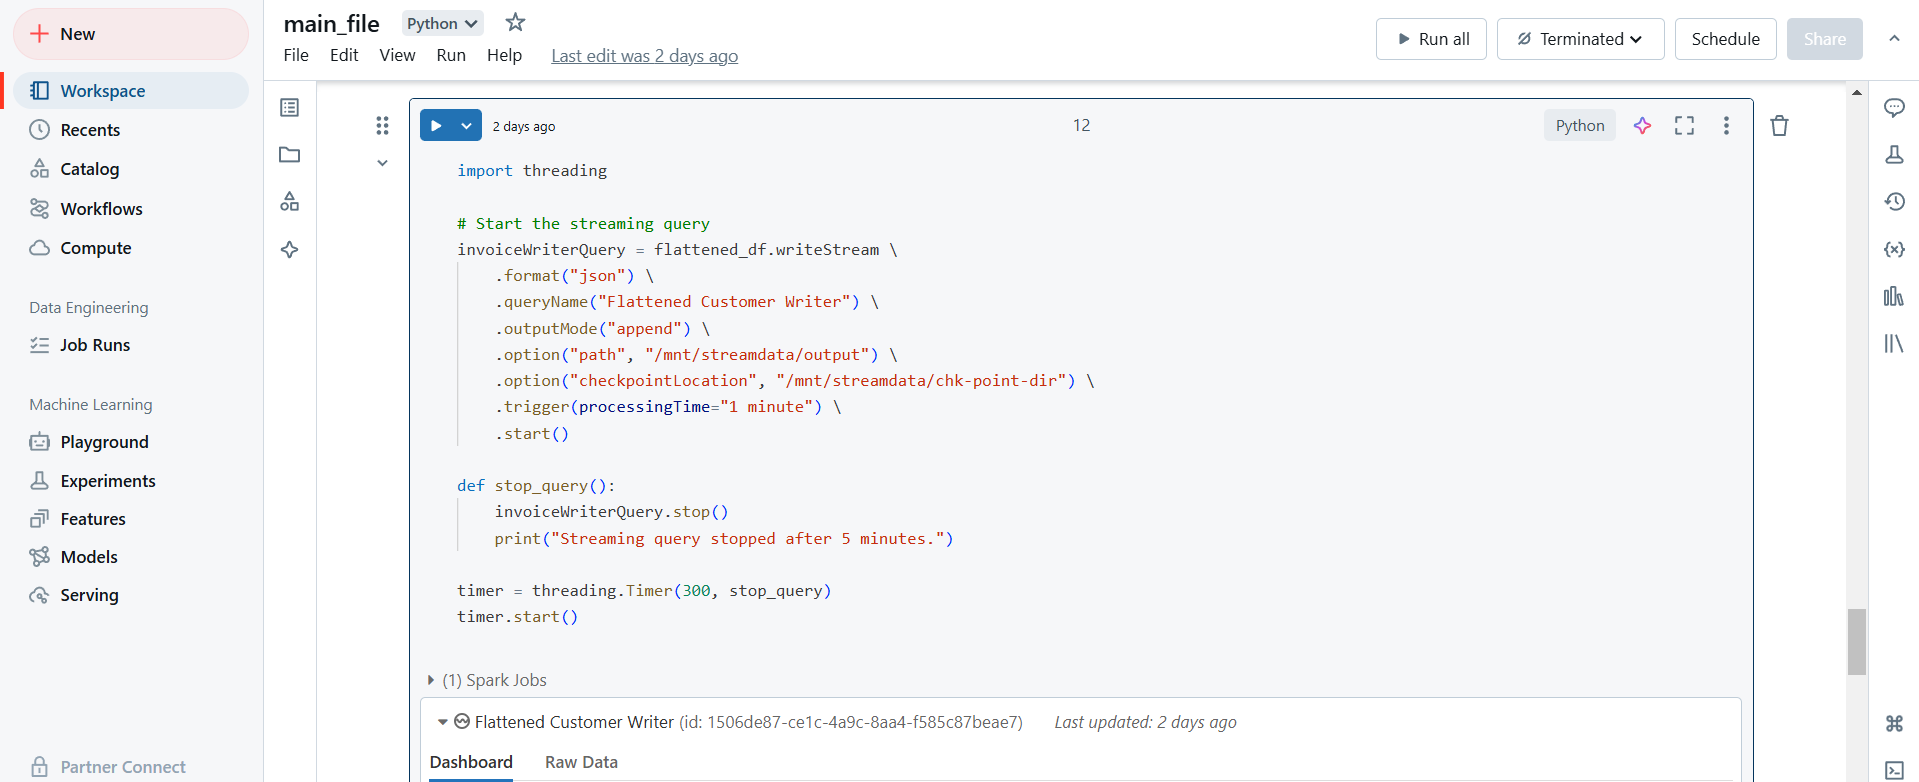 New
Workspace
Recents
Catalog
Workflows
Compute
Data Engineering
Job Runs
Machine Learning
Playground
Experiments
Features
Models
Serving
Partner Connect
main_file Python
File Edit View Run Help Last edit was 2 days ago
Run all Terminated Schedule Share
2 days ago 12 Python
import threading
# Start the streaming query
invoiceWriterQuery = flattened_df.writeStream \
.format("json") \
.queryName("Flattened Customer Writer") \
.outputMode("append") \
.option("path", "/mnt/streamdata/output") \
.option("checkpointLocation", "/mnt/streamdata/chk-point-dir") \
.trigger(processingTime="1 minute") \
.start()
def stop_query():
invoiceWriterQuery.stop()
print("Streaming query stopped after 5 minutes.")
timer = threading.Timer(300, stop_query)
timer.start()
(1) Spark Jobs
Flattened Customer Writer (id: 1506de87-ce1c-4a9c-8aa4-f585c87beae7) Last updated: 2 days ago
Dashboard Raw Data